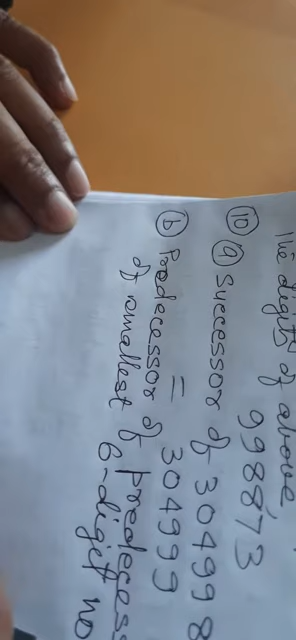 The digits of above,
998873
⑩ ⓐ Successor of 304998
= 304999
ⓑ Predecessor of predecess
of smallest 6-digit no